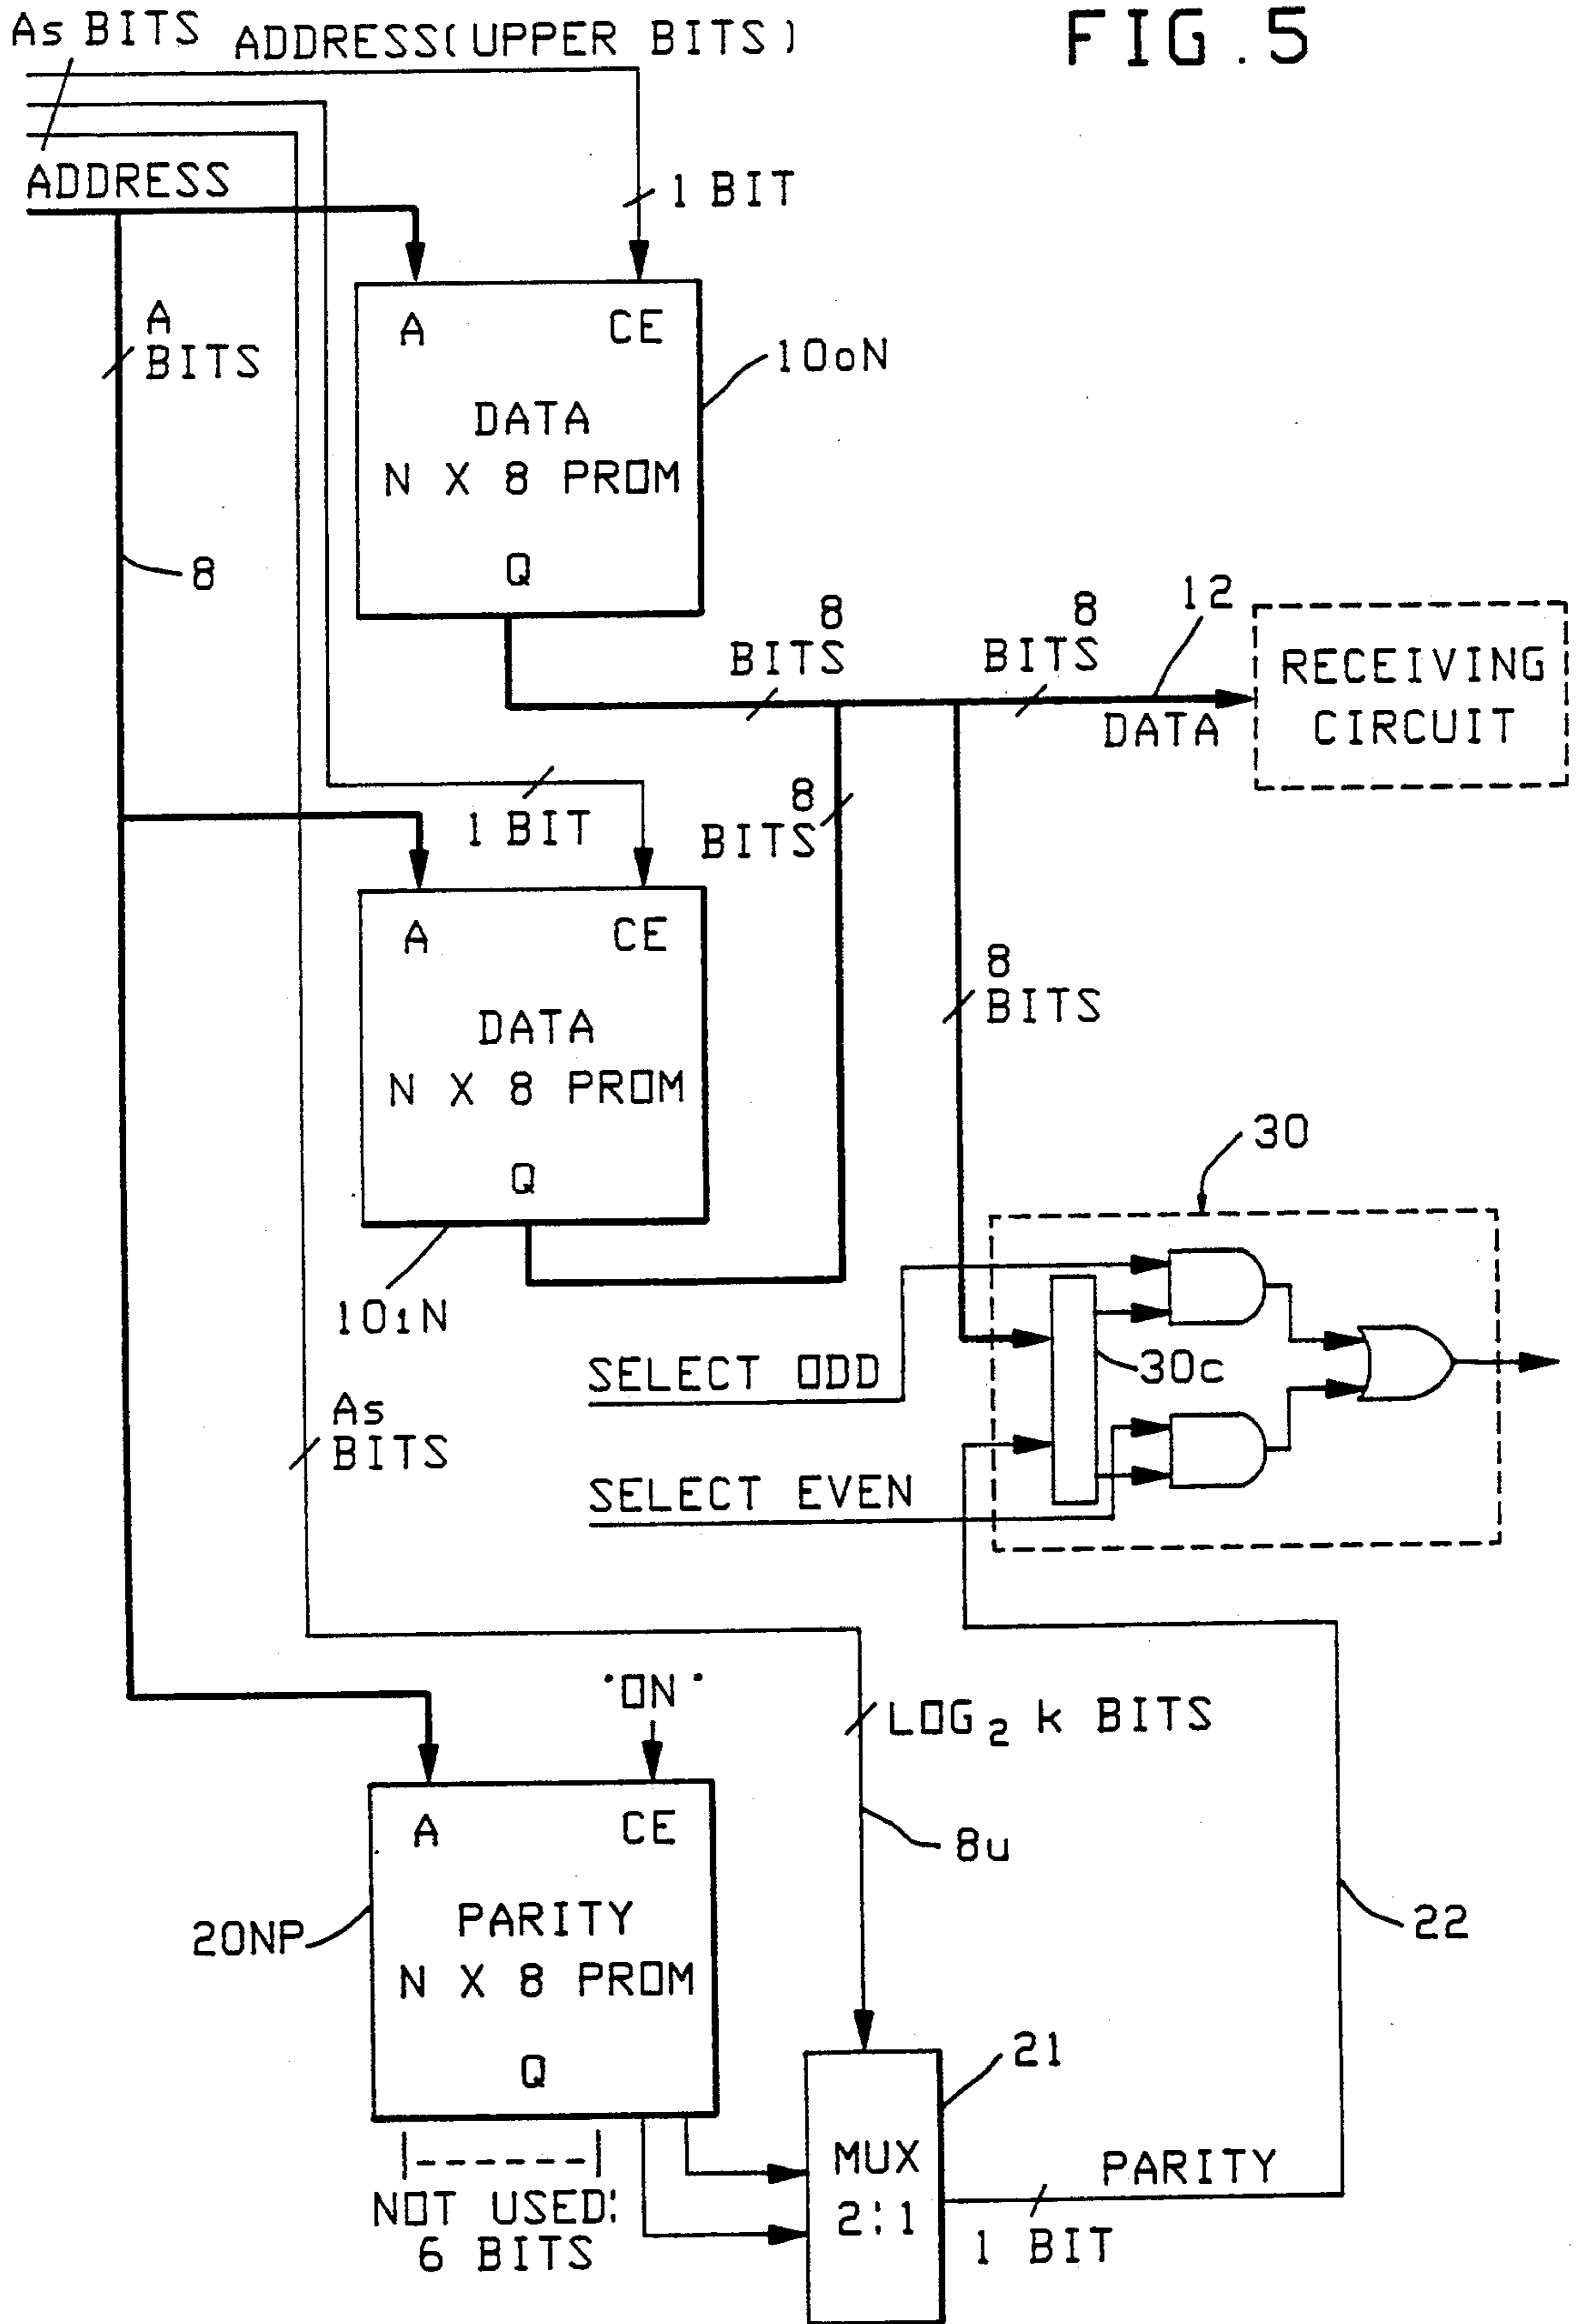 FIG.5
As BITS
ADDRESS(UPPER BITS)
ADDRESS
1 BIT
A
BITS
A CE
DATA
N X 8 PROM
Q
10oN
8
8
BITS
8
BITS
12
DATA
RECEIVING
CIRCUIT
1 BIT
8
BITS
A CE
DATA
N X 8 PROM
Q
101N
8
BITS
30
SELECT ODD
30c
As
BITS
SELECT EVEN
"ON"
LOG2 k BITS
8u
A CE
PARITY
N X 8 PROM
Q
20NP
22
21
MUX
2:1
PARITY
1 BIT
NOT USED:
6 BITS